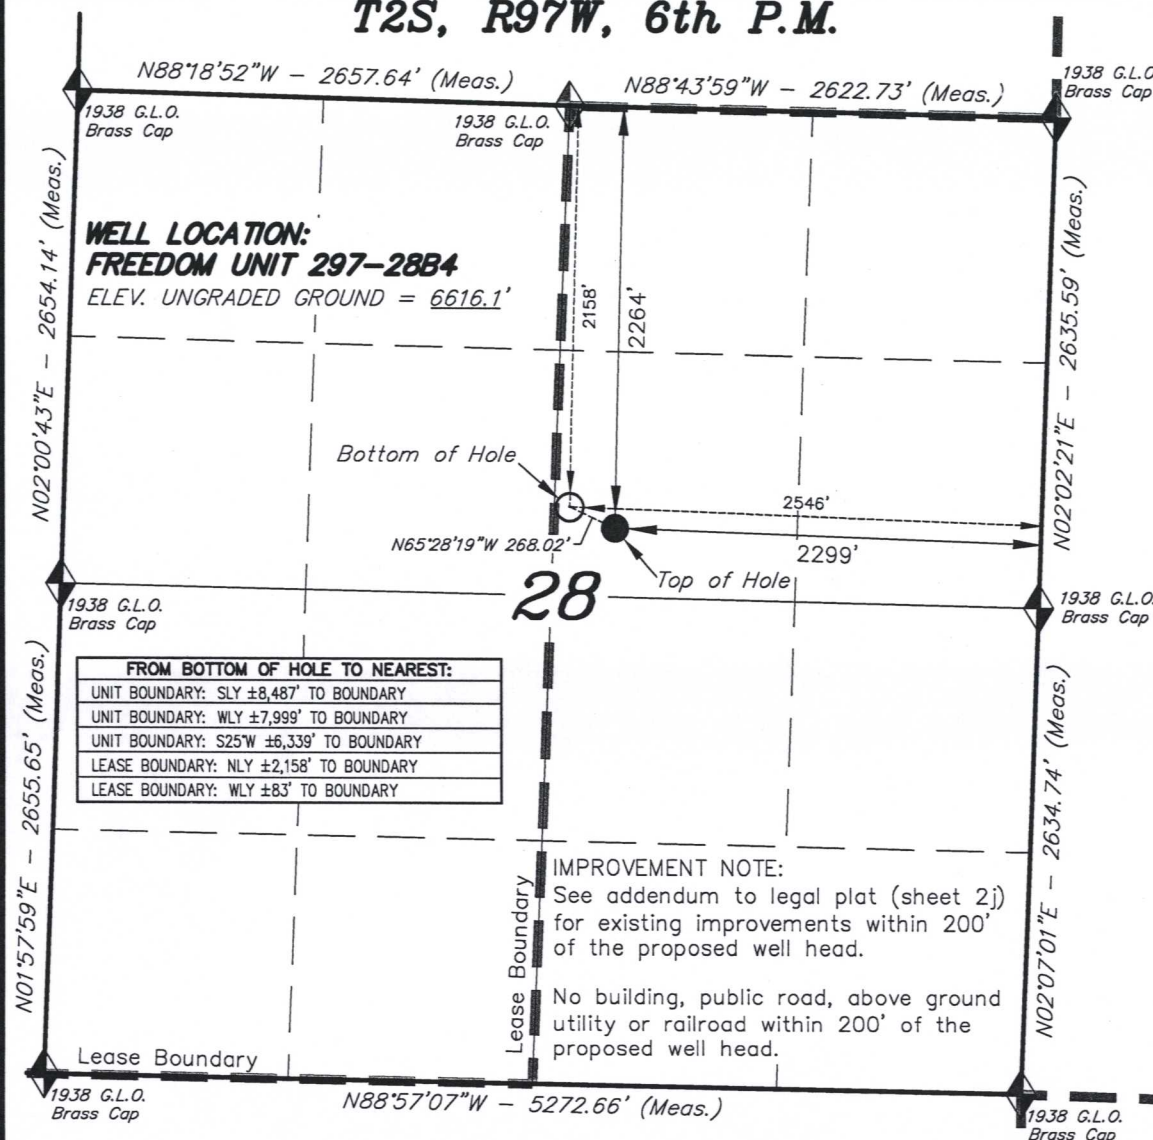 T2S, R97W, 6th P.M.
N88°18'52"W - 2657.64' (Meas.)
N88°43'59"W - 2622.73' (Meas.)
1938 G.L.O.
Brass Cap
1938 G.L.O.
Brass Cap
1938 G.L.O.
Brass Cap
N02°00'43"E - 2654.14' (Meas.)
WELL LOCATION:
FREEDOM UNIT 297-28B4
ELEV. UNGRADED GROUND = 6616.1'
2158'
2264'
N02°02'21"E - 2635.59' (Meas.)
Bottom of Hole
2546'
N65°28'19"W 268.02'
2299'
Top of Hole
28
1938 G.L.O.
Brass Cap
1938 G.L.O.
Brass Cap
FROM BOTTOM OF HOLE TO NEAREST:
UNIT BOUNDARY: SLY ±8,487' TO BOUNDARY
UNIT BOUNDARY: WLY ±7,999' TO BOUNDARY
UNIT BOUNDARY: S25°W ±6,339' TO BOUNDARY
LEASE BOUNDARY: NLY ±2,158' TO BOUNDARY
LEASE BOUNDARY: WLY ±83' TO BOUNDARY
N01°57'59"E - 2655.65' (Meas.)
Lease Boundary
IMPROVEMENT NOTE:
See addendum to legal plat (sheet 2j)
for existing improvements within 200'
of the proposed well head.
No building, public road, above ground
utility or railroad within 200' of the
proposed well head.
N02°07'01"E - 2634.74' (Meas.)
Lease Boundary
1938 G.L.O.
Brass Cap
N88°57'07"W - 5272.66' (Meas.)
1938 G.L.O.
Brass Cap